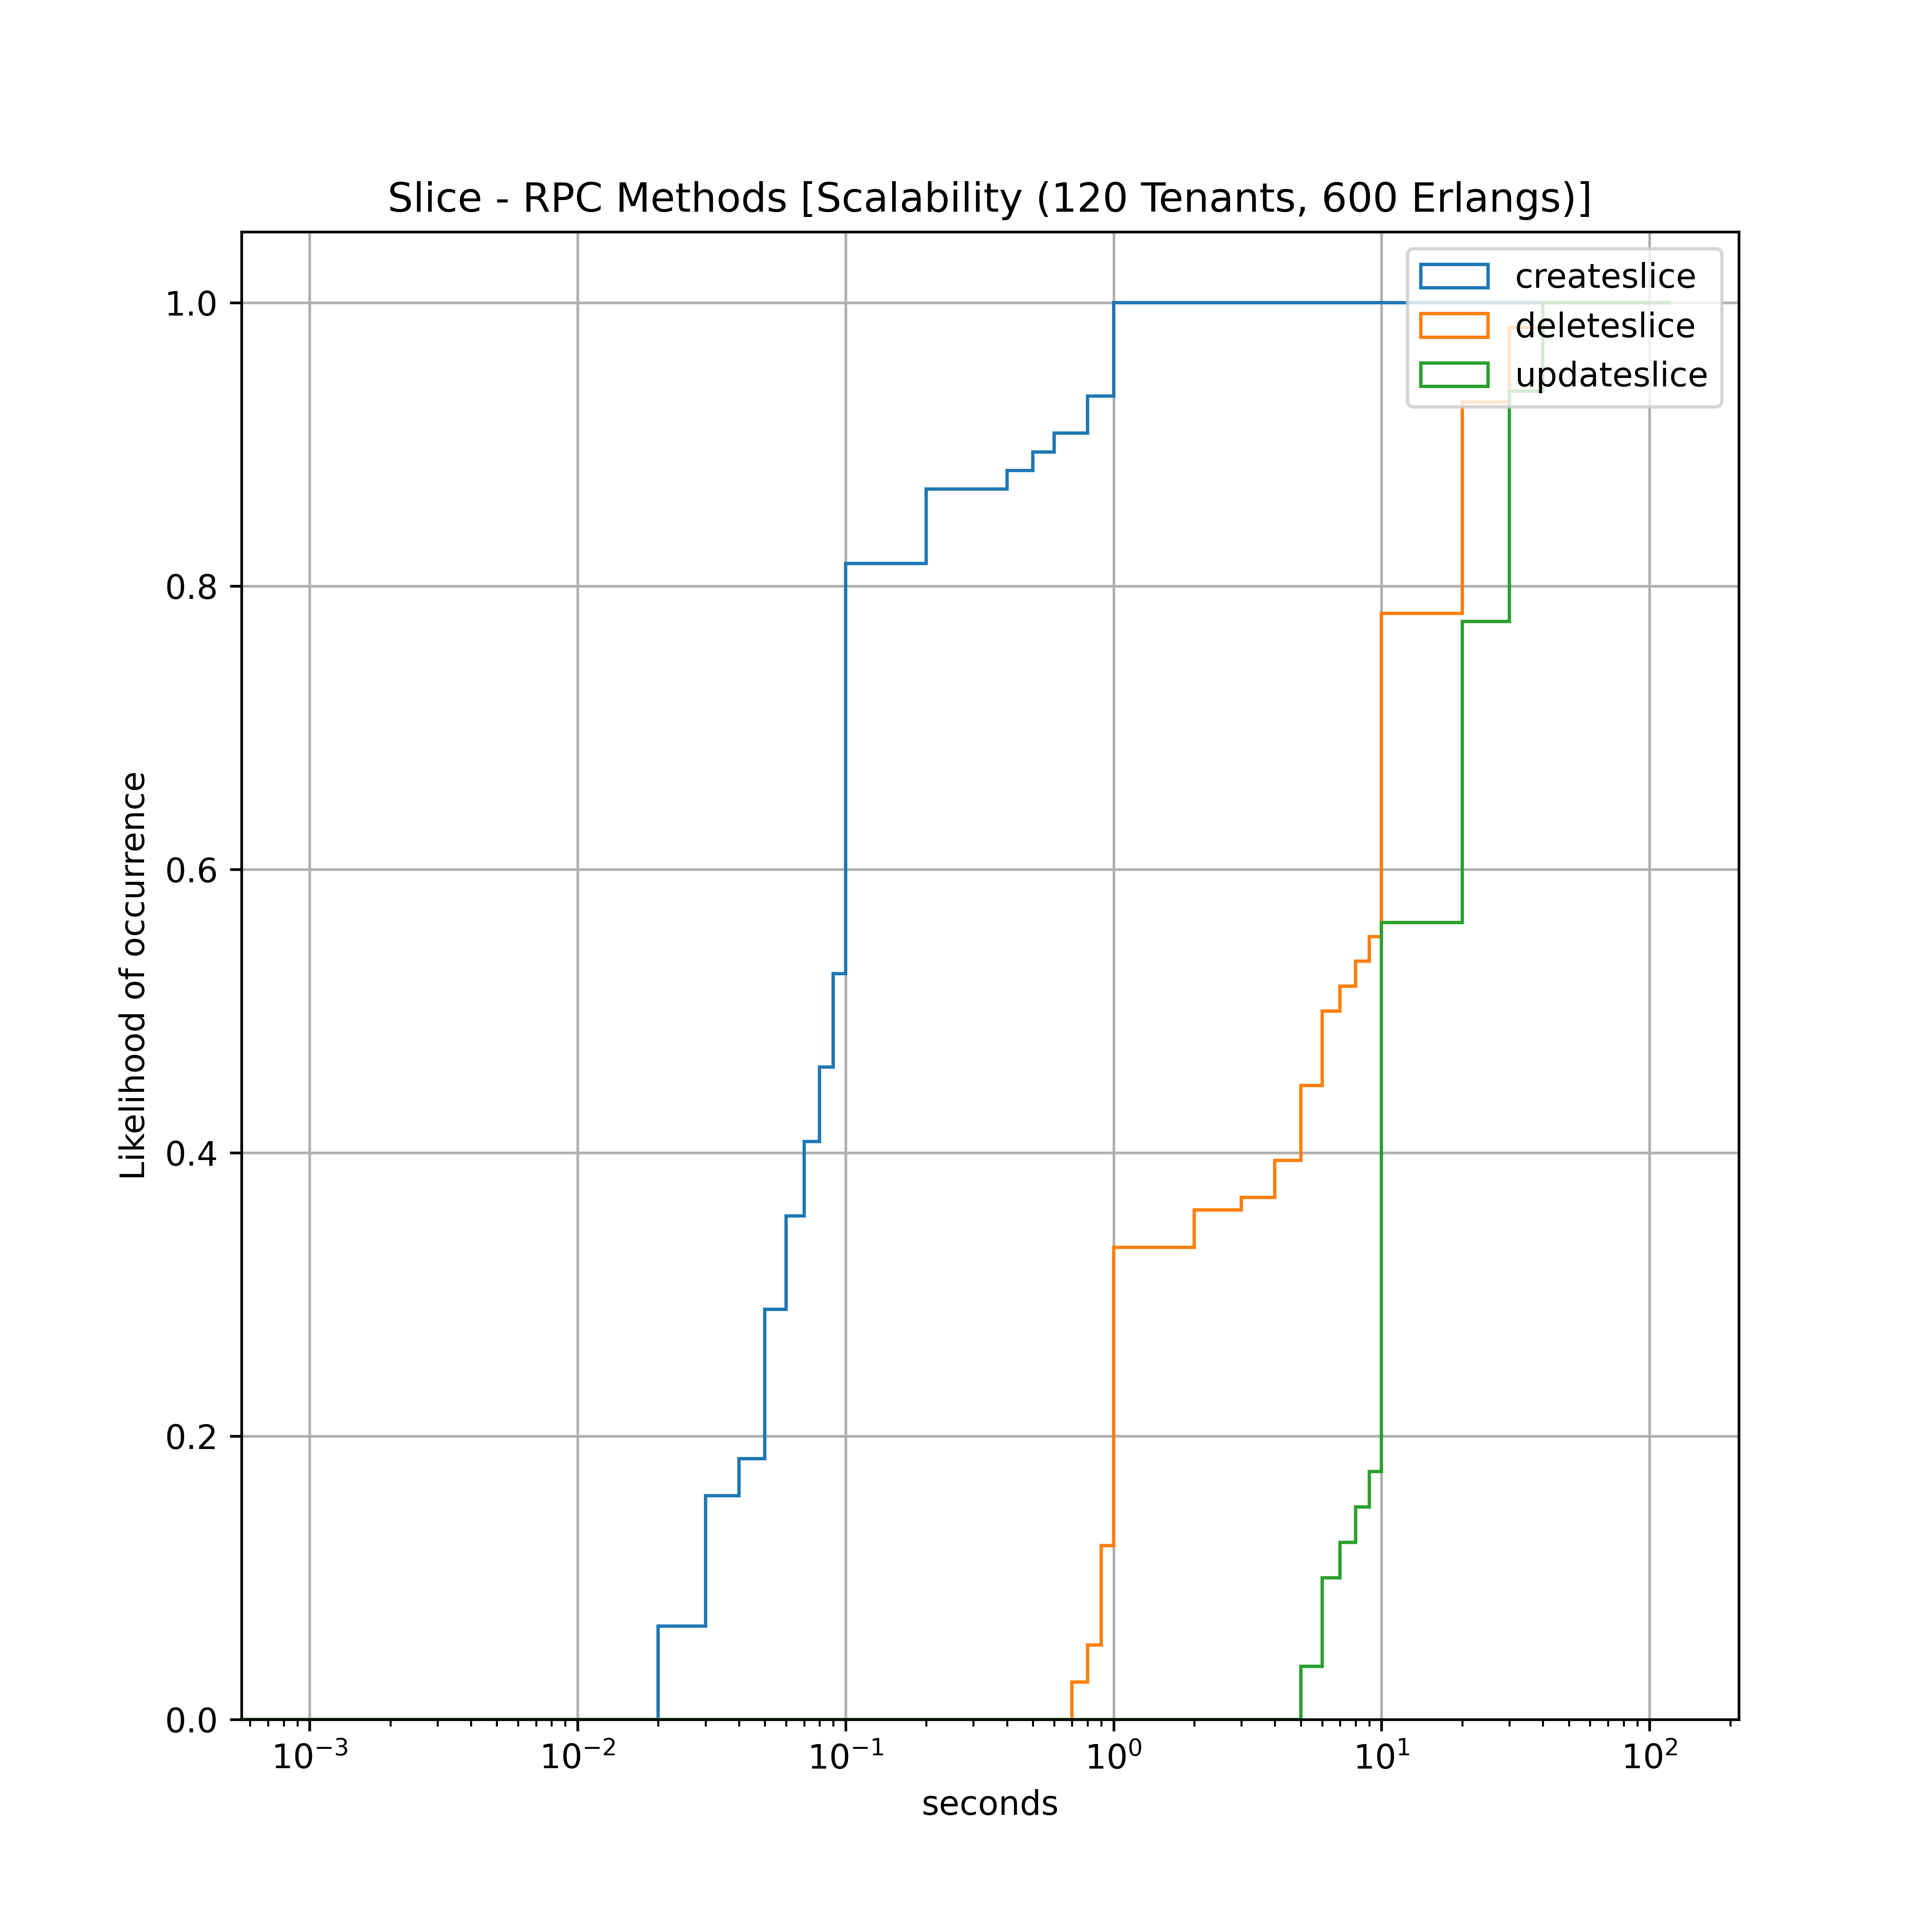 Slice - RPC Methods [Scalability (120 Tenants, 600 Erlangs)]
createslice
deleteslice
updateslice
Likelihood of occurrence
1.0
0.8
0.6
0.4
0.2
0.0
10⁻³ 10⁻² 10⁻¹ 10⁰ 10¹ 10²
seconds